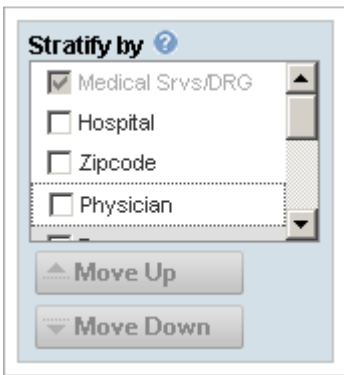 Stratify by ?
Medical Srvs/DRG
Hospital
Zipcode
Physician
Move Up
Move Down